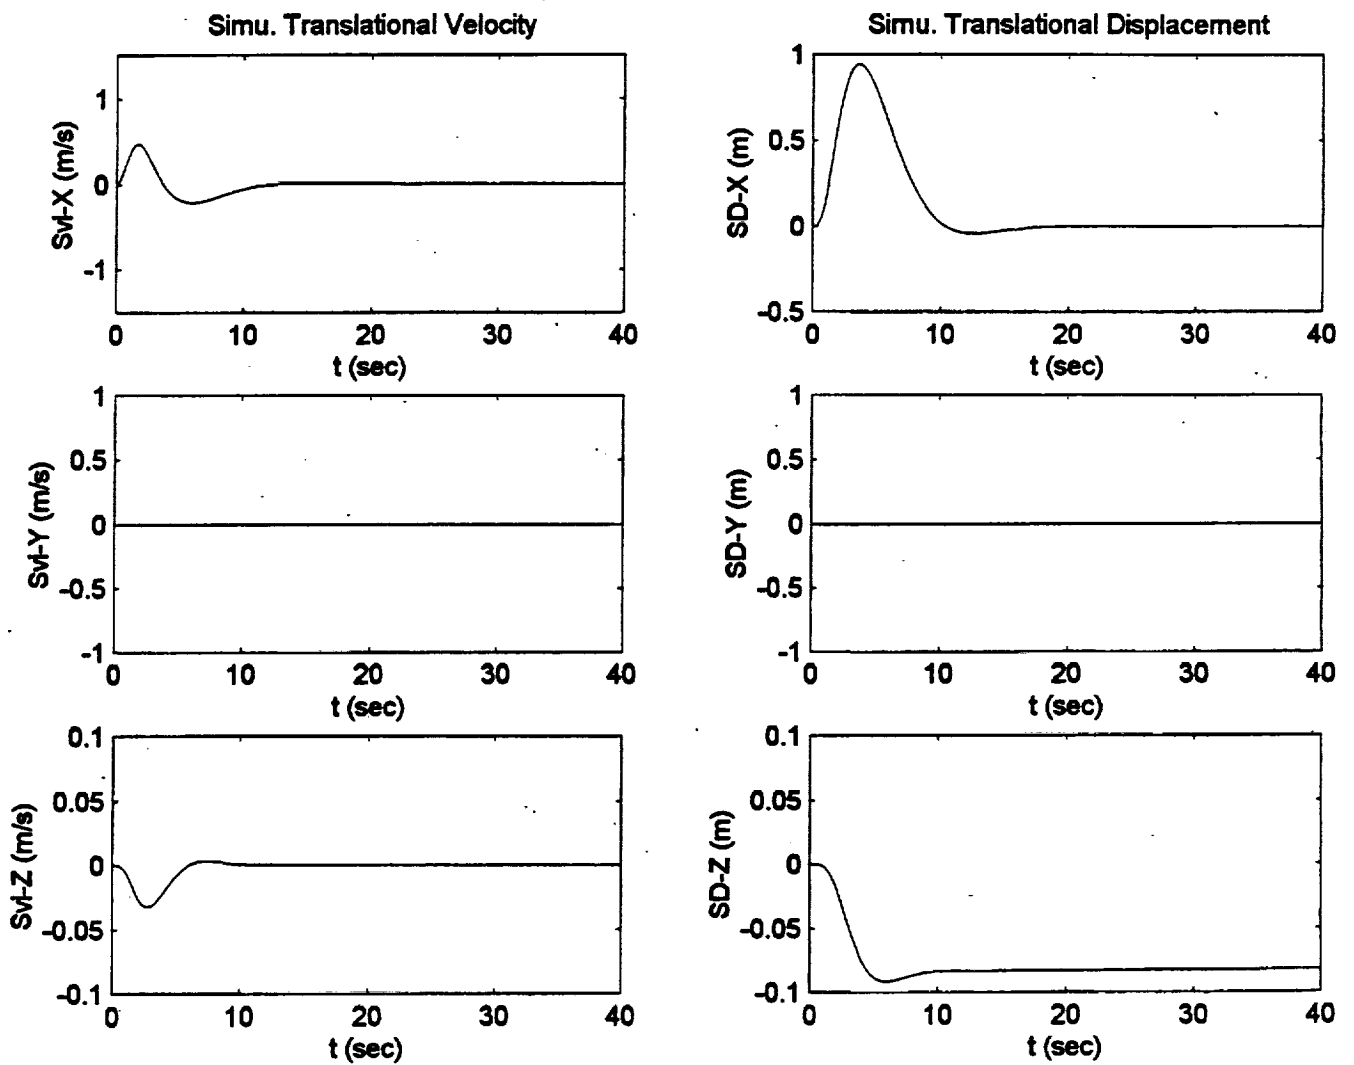 Simu. Translational Velocity
1
0
-1
Svl-X (m/s)
0 10 20 30 40
t (sec)
Simu. Translational Displacement
1
0.5
0
-0.5
SD-X (m)
0 10 20 30 40
t (sec)
1
0.5
0
-0.5
-1
Svl-Y (m/s)
0 10 20 30 40
t (sec)
1
0.5
0
-0.5
-1
SD-Y (m)
0 10 20 30 40
t (sec)
0.1
0.05
0
-0.05
-0.1
Svl-Z (m/s)
0 10 20 30 40
t (sec)
0.1
0.05
0
-0.05
-0.1
SD-Z (m)
0 10 20 30 40
t (sec)